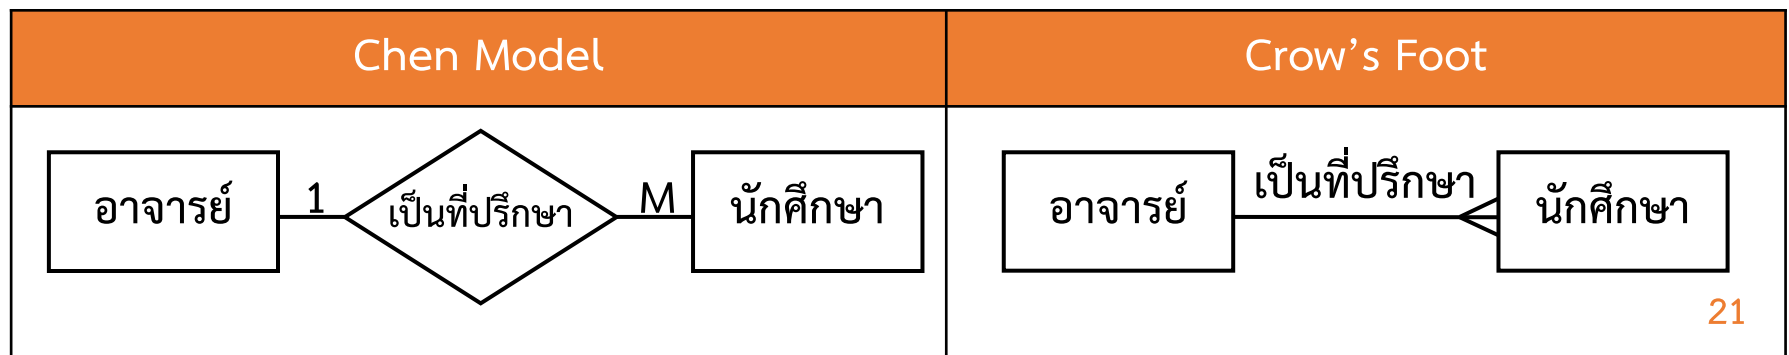 Chen Model
Crow's Foot
อาจารย์
1
เป็นที่ปรึกษา
M
นักศึกษา
อาจารย์
เป็นที่ปรึกษา
นักศึกษา
21